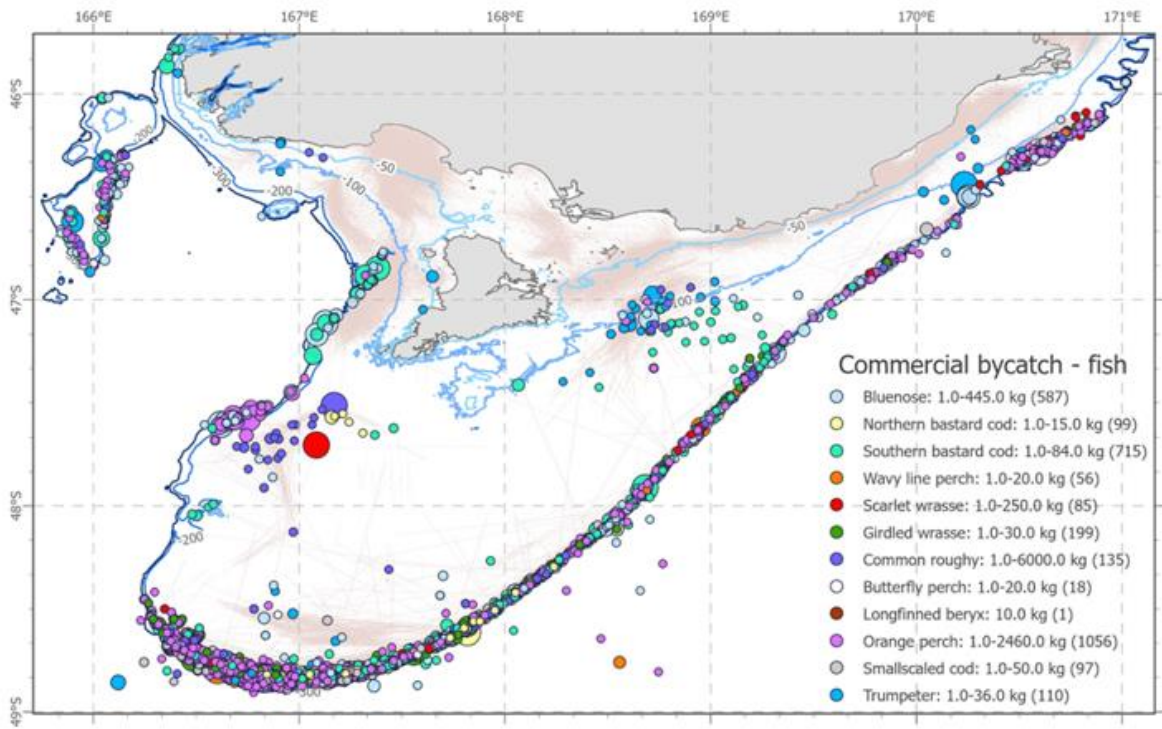 166°E 167°E 168°E 169°E 170°E 171°E
46°S
-200
-300
-50
-200
-100
-50
47°S
100
Commercial bycatch - fish
Bluenose: 1.0-445.0 kg (587)
Northern bastard cod: 1.0-15.0 kg (99)
Southern bastard cod: 1.0-84.0 kg (715)
Wavy line perch: 1.0-20.0 kg (56)
48°S
Scarlet wrasse: 1.0-250.0 kg (85)
-200
Girdled wrasse: 1.0-30.0 kg (199)
Common roughy: 1.0-6000.0 kg (135)
Butterfly perch: 1.0-20.0 kg (18)
Longfinned beryx: 10.0 kg (1)
Orange perch: 1.0-2460.0 kg (1056)
Smallscaled cod: 1.0-50.0 kg (97)
Trumpeter: 1.0-36.0 kg (110)
49°S